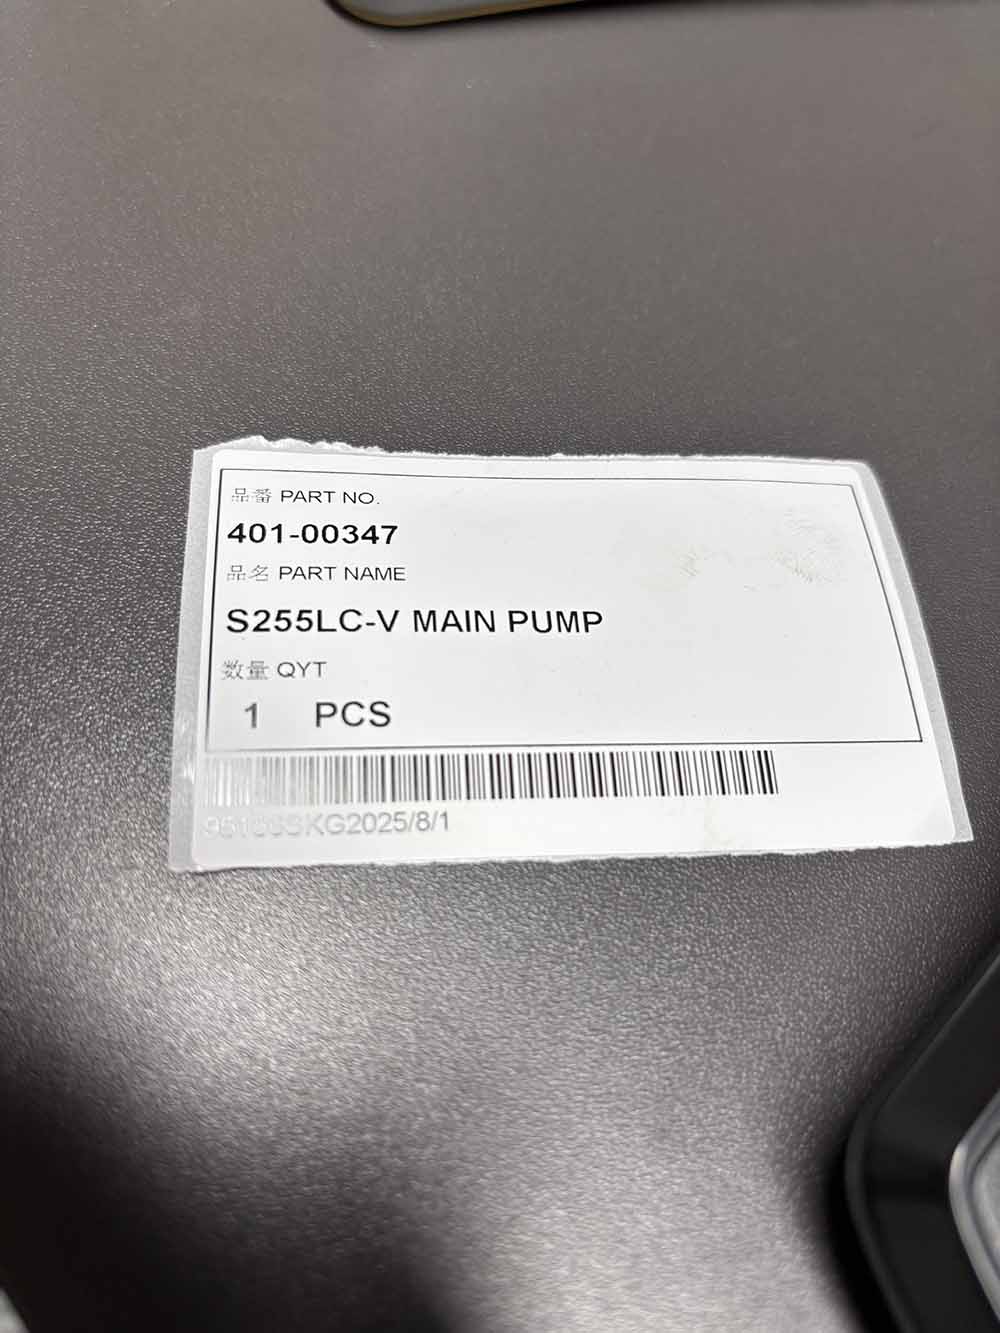 品番 PART NO.
401-00347
品名 PART NAME
S255LC-V MAIN PUMP
数量 QYT
1 PCS